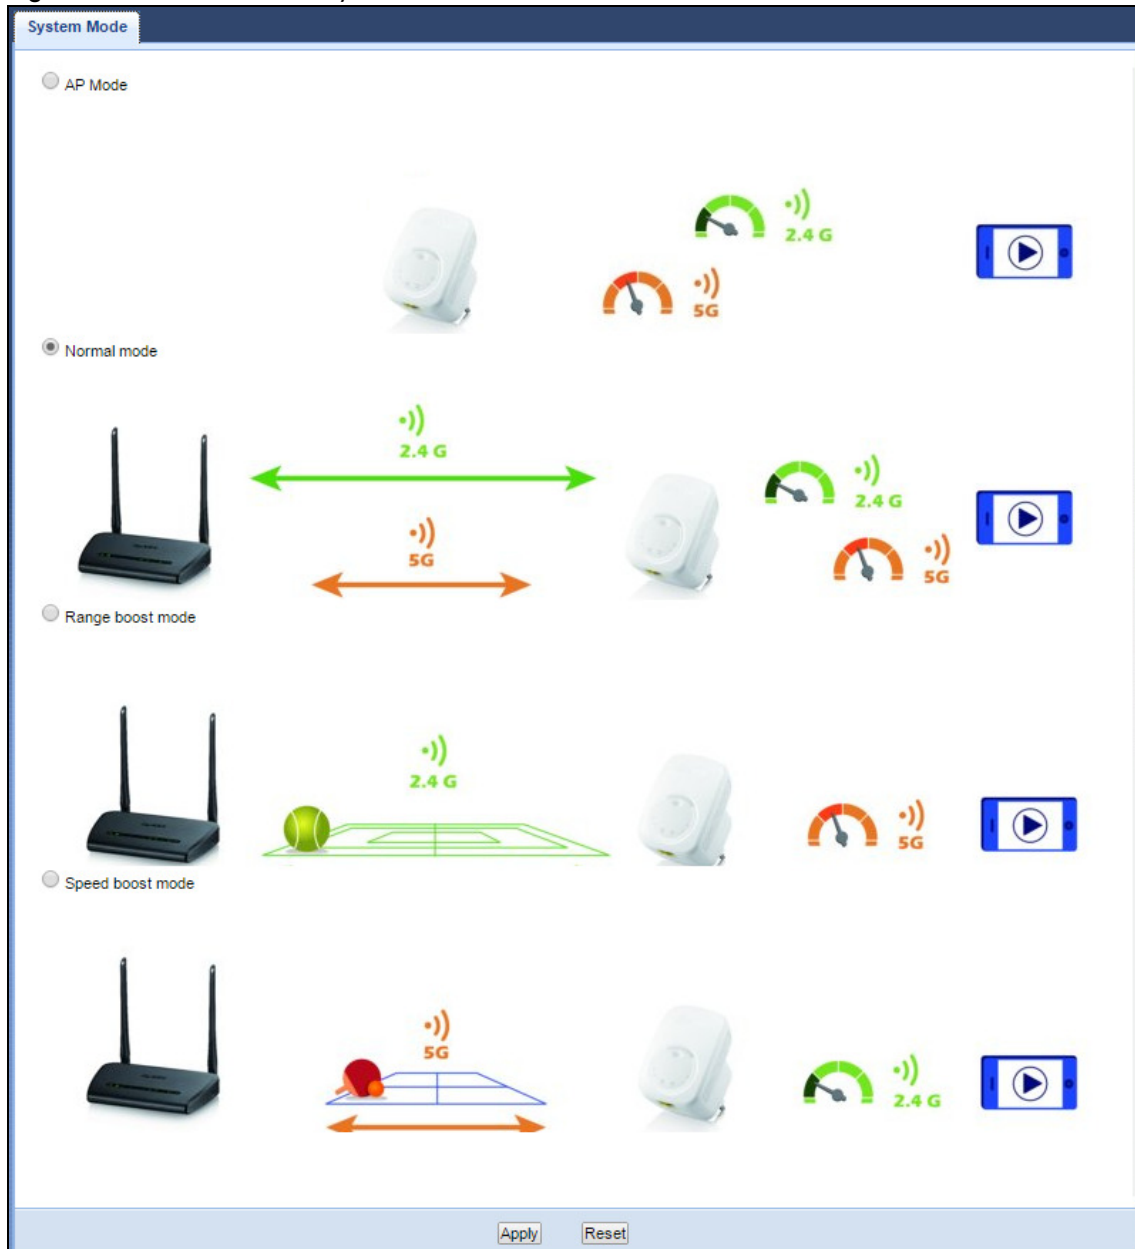 System Mode
AP Mode
2.4 G
5G
Normal mode
2.4 G
5G
2.4 G
5G
Range boost mode
2.4 G
5G
Speed boost mode
5G
2.4 G
Apply
Reset